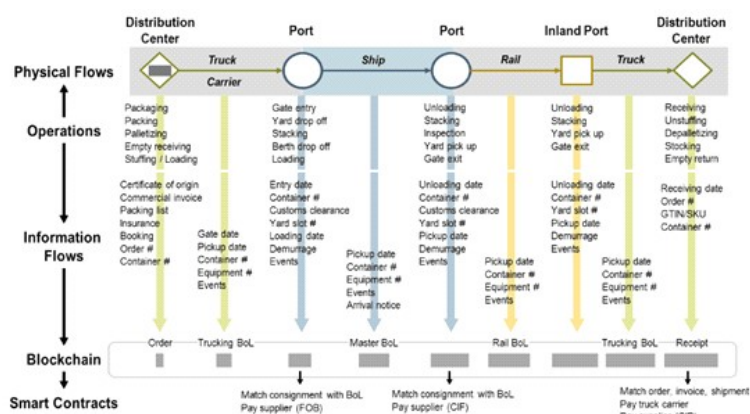 Distribution
Center
Port
Port
Inland Port
Distribution
Center
Physical Flows
Truck
Carrier
Ship
Rail
Truck
Operations
Packaging
Packing
Palletizing
Empty receiving
Stuffing / Loading
Gate entry
Yard drop off
Stacking
Berth drop off
Loading
Unloading
Stacking
Inspection
Yard pick up
Gate exit
Unloading
Stacking
Yard pick up
Gate exit
Receiving
Unstuffing
Depalletizing
Stocking
Empty return
Information
Flows
Certificate of origin
Commercial invoice
Packing list
Insurance
Booking
Order #
Container #
Gate date
Pickup date
Container #
Equipment #
Events
Entry date
Container #
Customs clearance
Yard slot #
Loading date
Demurrage
Events
Pickup date
Container #
Equipment #
Events
Arrival notice
Unloading date
Container #
Customs clearance
Yard slot #
Pickup date
Demurrage
Events
Pickup date
Container #
Equipment #
Events
Unloading date
Container #
Yard slot #
Pickup date
Demurrage
Events
Pickup date
Container #
Equipment #
Events
Receiving date
Order #
GTIN/SKU
Container #
Blockchain
Order
Trucking BoL
Master BoL
Rail BoL
Trucking BoL
Receipt
Smart Contracts
Match consignment with BoL
Pay supplier (FOB)
Match consignment with BoL
Pay supplier (CIF)
Match order, invoice, shipment
Pay truck carrier